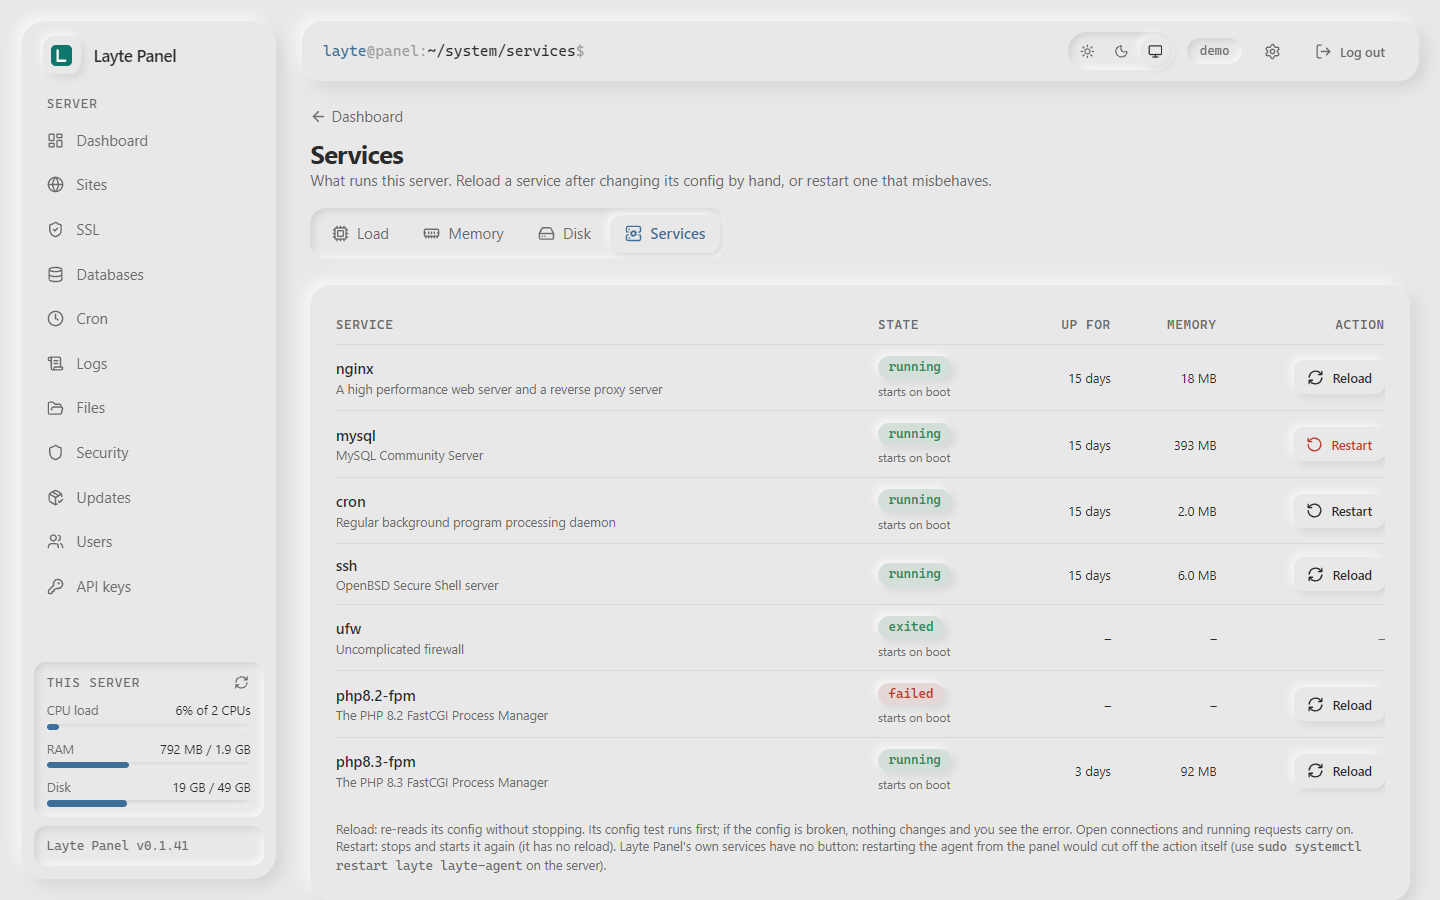 Layte Panel
SERVER
Dashboard
Sites
SSL
Databases
Cron
Logs
Files
Security
Updates
Users
API keys
THIS SERVER
CPU load 6% of 2 CPUs
RAM 792 MB / 1.9 GB
Disk 19 GB / 49 GB
Layte Panel v0.1.41
layte@panel:~/system/services$
demo
Log out
Dashboard
Services
What runs this server. Reload a service after changing its config by hand, or restart one that misbehaves.
Load Memory Disk Services
SERVICE STATE UP FOR MEMORY ACTION
nginx running 15 days 18 MB Reload
A high performance web server and a reverse proxy server starts on boot
mysql running 15 days 393 MB Restart
MySQL Community Server starts on boot
cron running 15 days 2.0 MB Restart
Regular background program processing daemon starts on boot
ssh running 15 days 6.0 MB Reload
OpenBSD Secure Shell server
ufw exited – – –
Uncomplicated firewall starts on boot
php8.2-fpm failed – – Reload
The PHP 8.2 FastCGI Process Manager starts on boot
php8.3-fpm running 3 days 92 MB Reload
The PHP 8.3 FastCGI Process Manager starts on boot
Reload: re-reads its config without stopping. Its config test runs first; if the config is broken, nothing changes and you see the error. Open connections and running requests carry on.
Restart: stops and starts it again (it has no reload). Layte Panel's own services have no button: restarting the agent from the panel would cut off the action itself (use sudo systemctl
restart layte layte-agent on the server).